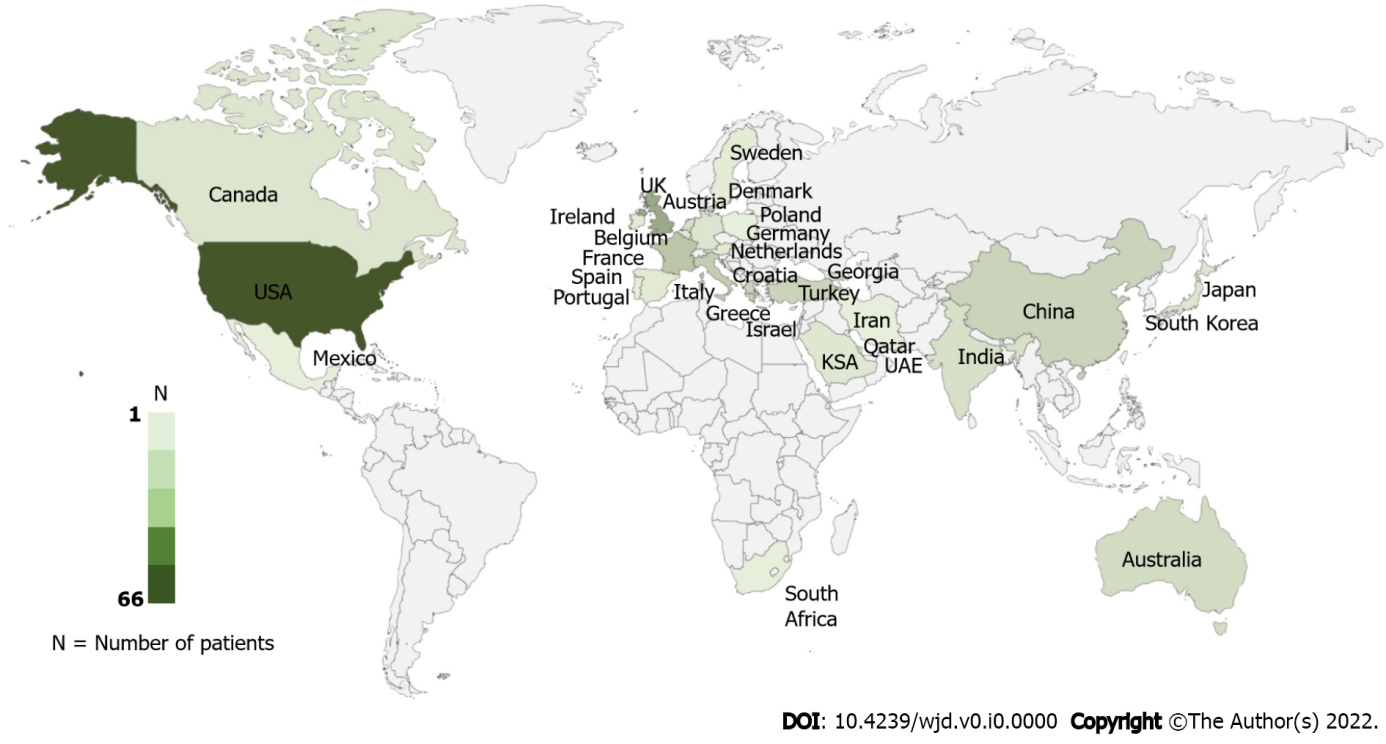 Sweden
UK
Denmark
Canada
Austria
Ireland
Poland
Belgium
Germany
France
Netherlands
Spain
Croatia
Georgia
Portugal
Italy
Turkey
USA
Greece
Israel
Iran
China
Japan
South Korea
Qatar
KSA
UAE
India
Mexico
N
1
66
N = Number of patients
Australia
South
Africa
DOI: 10.4239/wjd.v0.i0.0000 Copyright ©The Author(s) 2022.